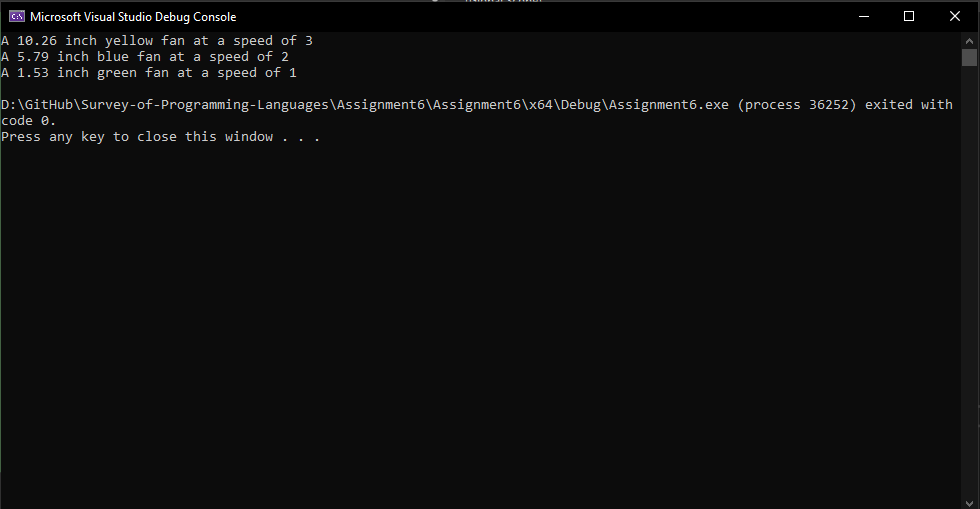 Microsoft Visual Studio Debug Console
A 10.26 inch yellow fan at a speed of 3
A 5.79 inch blue fan at a speed of 2
A 1.53 inch green fan at a speed of 1
D:\GitHub\Survey-of-Programming-Languages\Assignment6\Assignment6\x64\Debug\Assignment6.exe (process 36252) exited with
code 0.
Press any key to close this window . . .